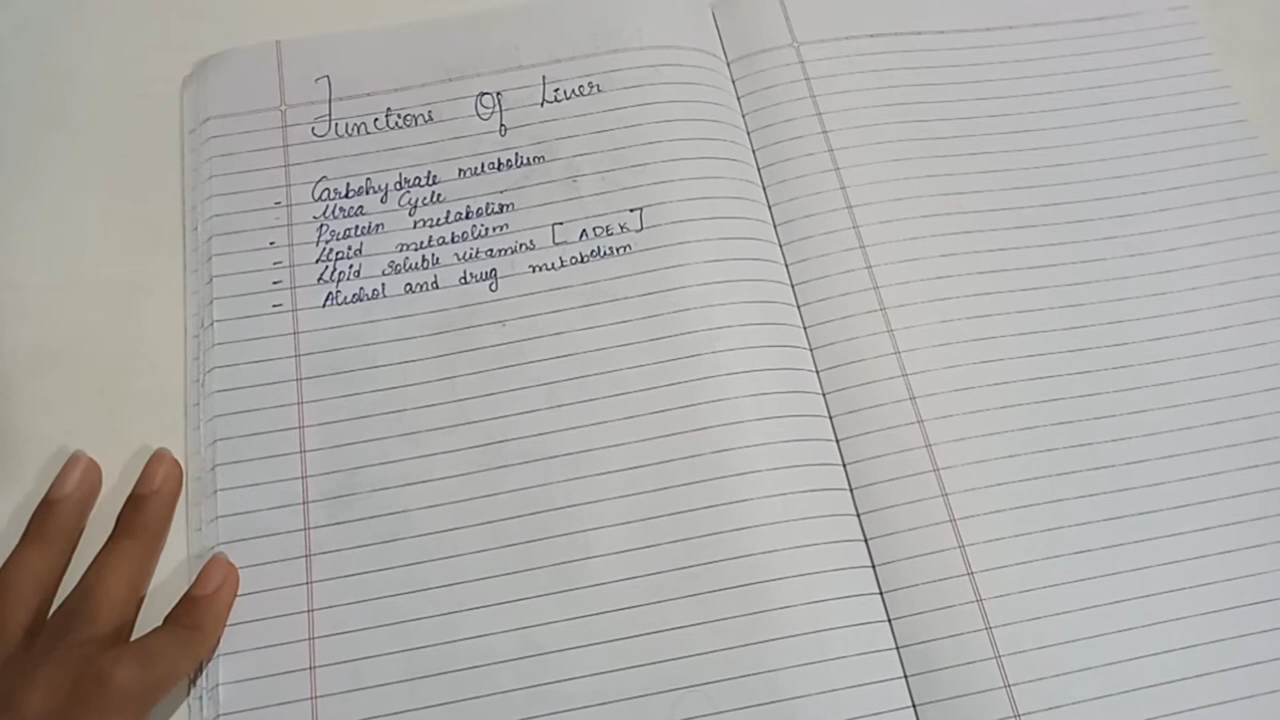 Functions Of Liver
- Carbohydrate metabolism
- Urea Cycle
- Protein metabolism
- Lipid metabolism
- Lipid soluble vitamins [ADEK]
- Alcohol and drug metabolism